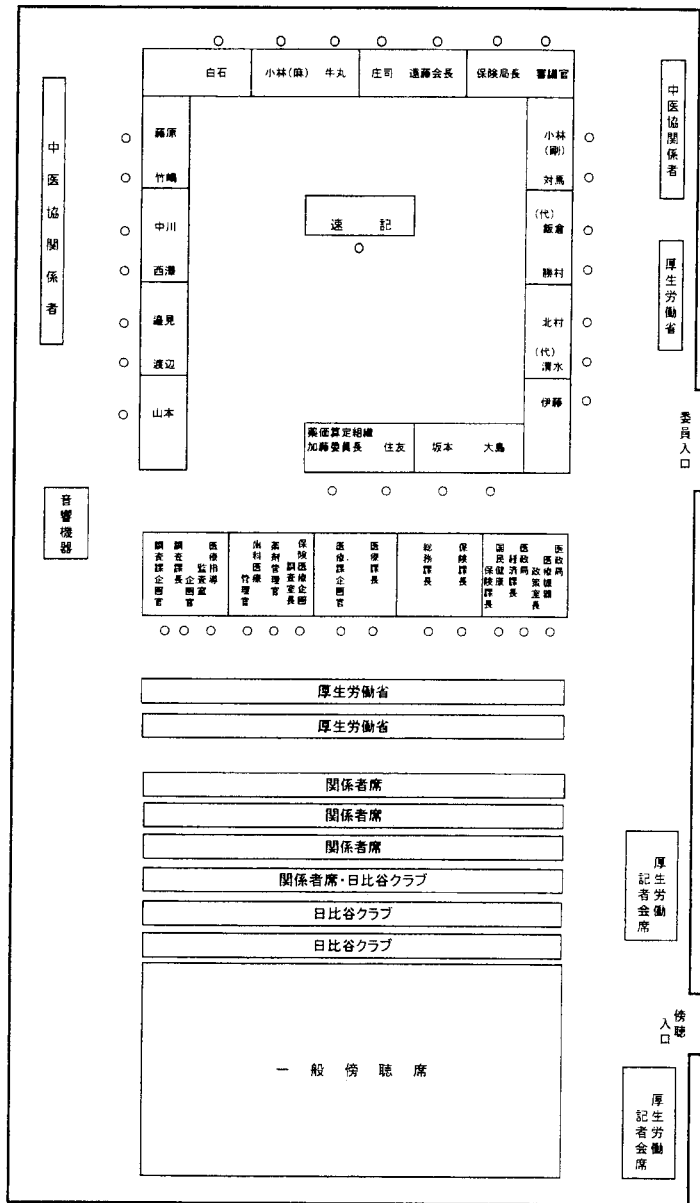 白石 小林(麻) 牛丸 庄司 遠藤会長 保険局長 審議官
中医協関係者
藤原
竹嶋
中川
西澤
邉見
渡辺
山本
速記
小林
(剛)
対馬
(代)
飯倉
勝村
北村
(代)
清水
伊藤
中医協関係者
厚生労働省
委員入口
薬価算定組織
加藤委員長 住友 坂本 大島
音響機器
調査課企画官
調査課長
医療指導
監査室
企画官
歯科医療
管理官
薬剤管理官
保険医療企画
調査室長
医療課企画官
医療課長
総務課長
保険課長
国民健康
保険課長
医政局
経済課長
医政局
医療機器
政策室長
厚生労働省
厚生労働省
関係者席
関係者席
関係者席
関係者席・日比谷クラブ
日比谷クラブ
日比谷クラブ
厚生労働
記者会席
傍聴
入口
一般傍聴席
厚生労働
記者会席